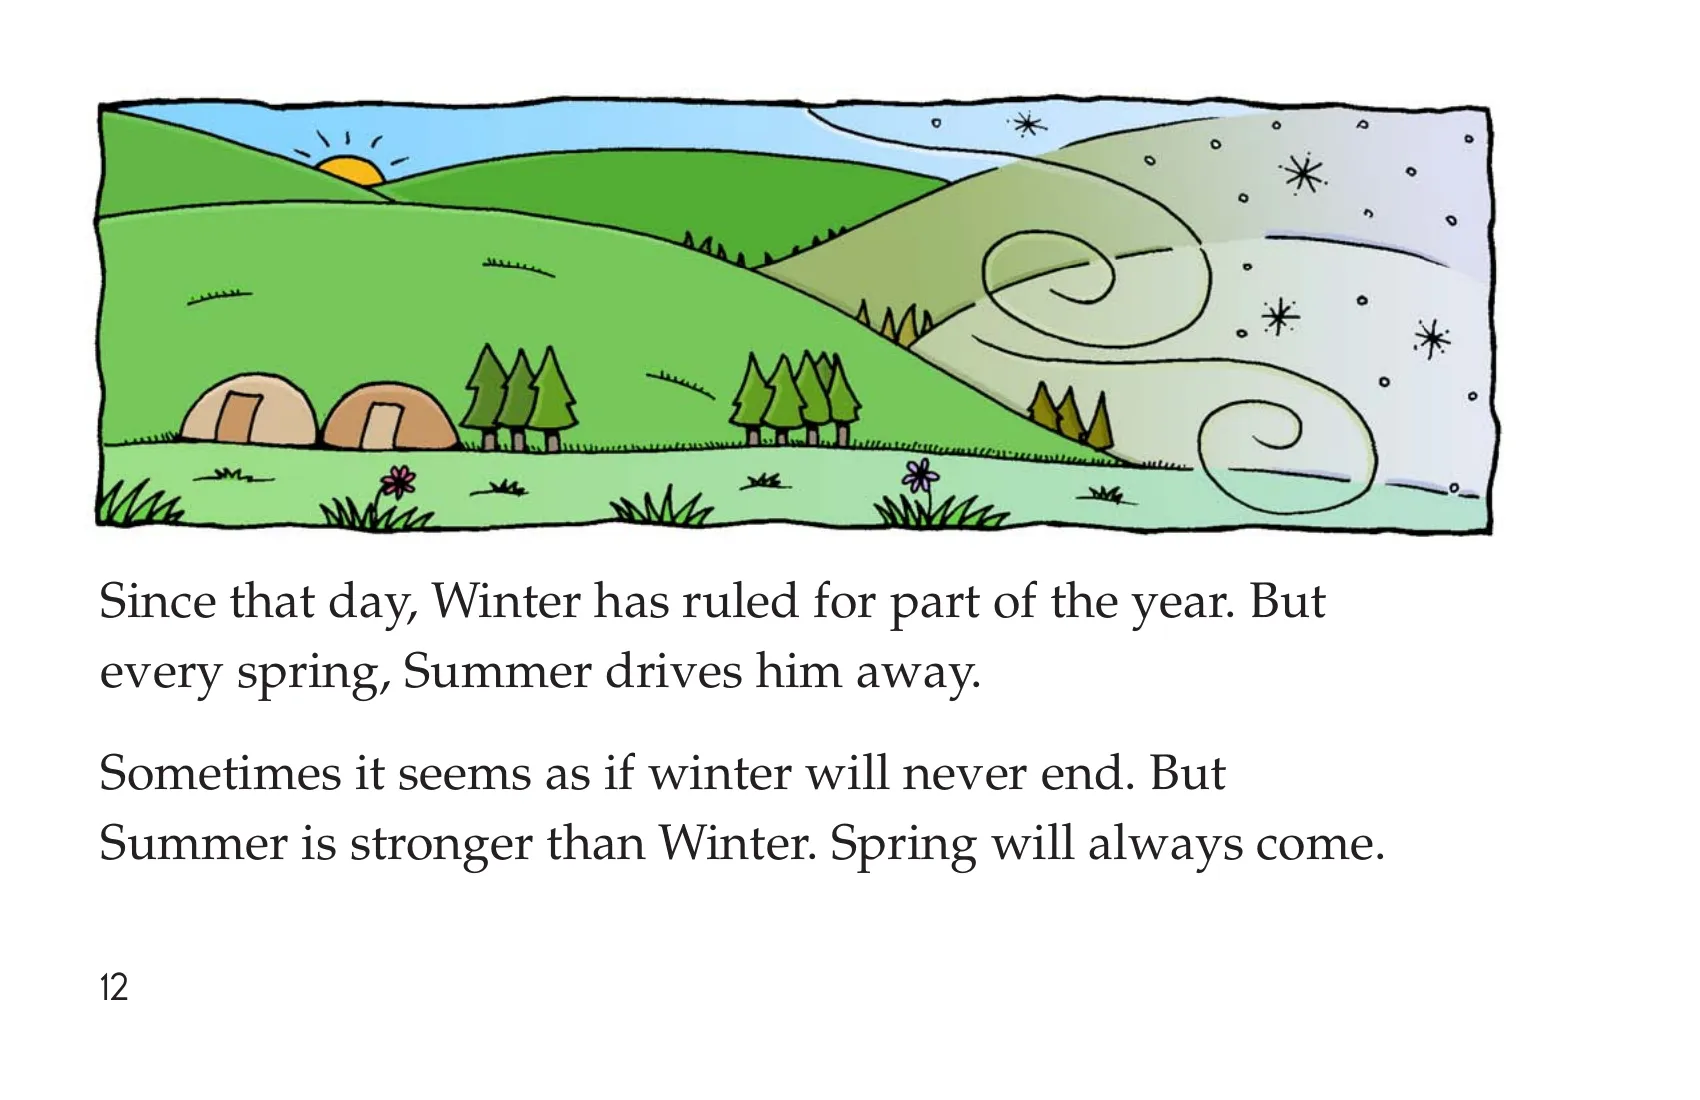 Since that day, Winter has ruled for part of the year. But
every spring, Summer drives him away.
Sometimes it seems as if winter will never end. But
Summer is stronger than Winter. Spring will always come.
12